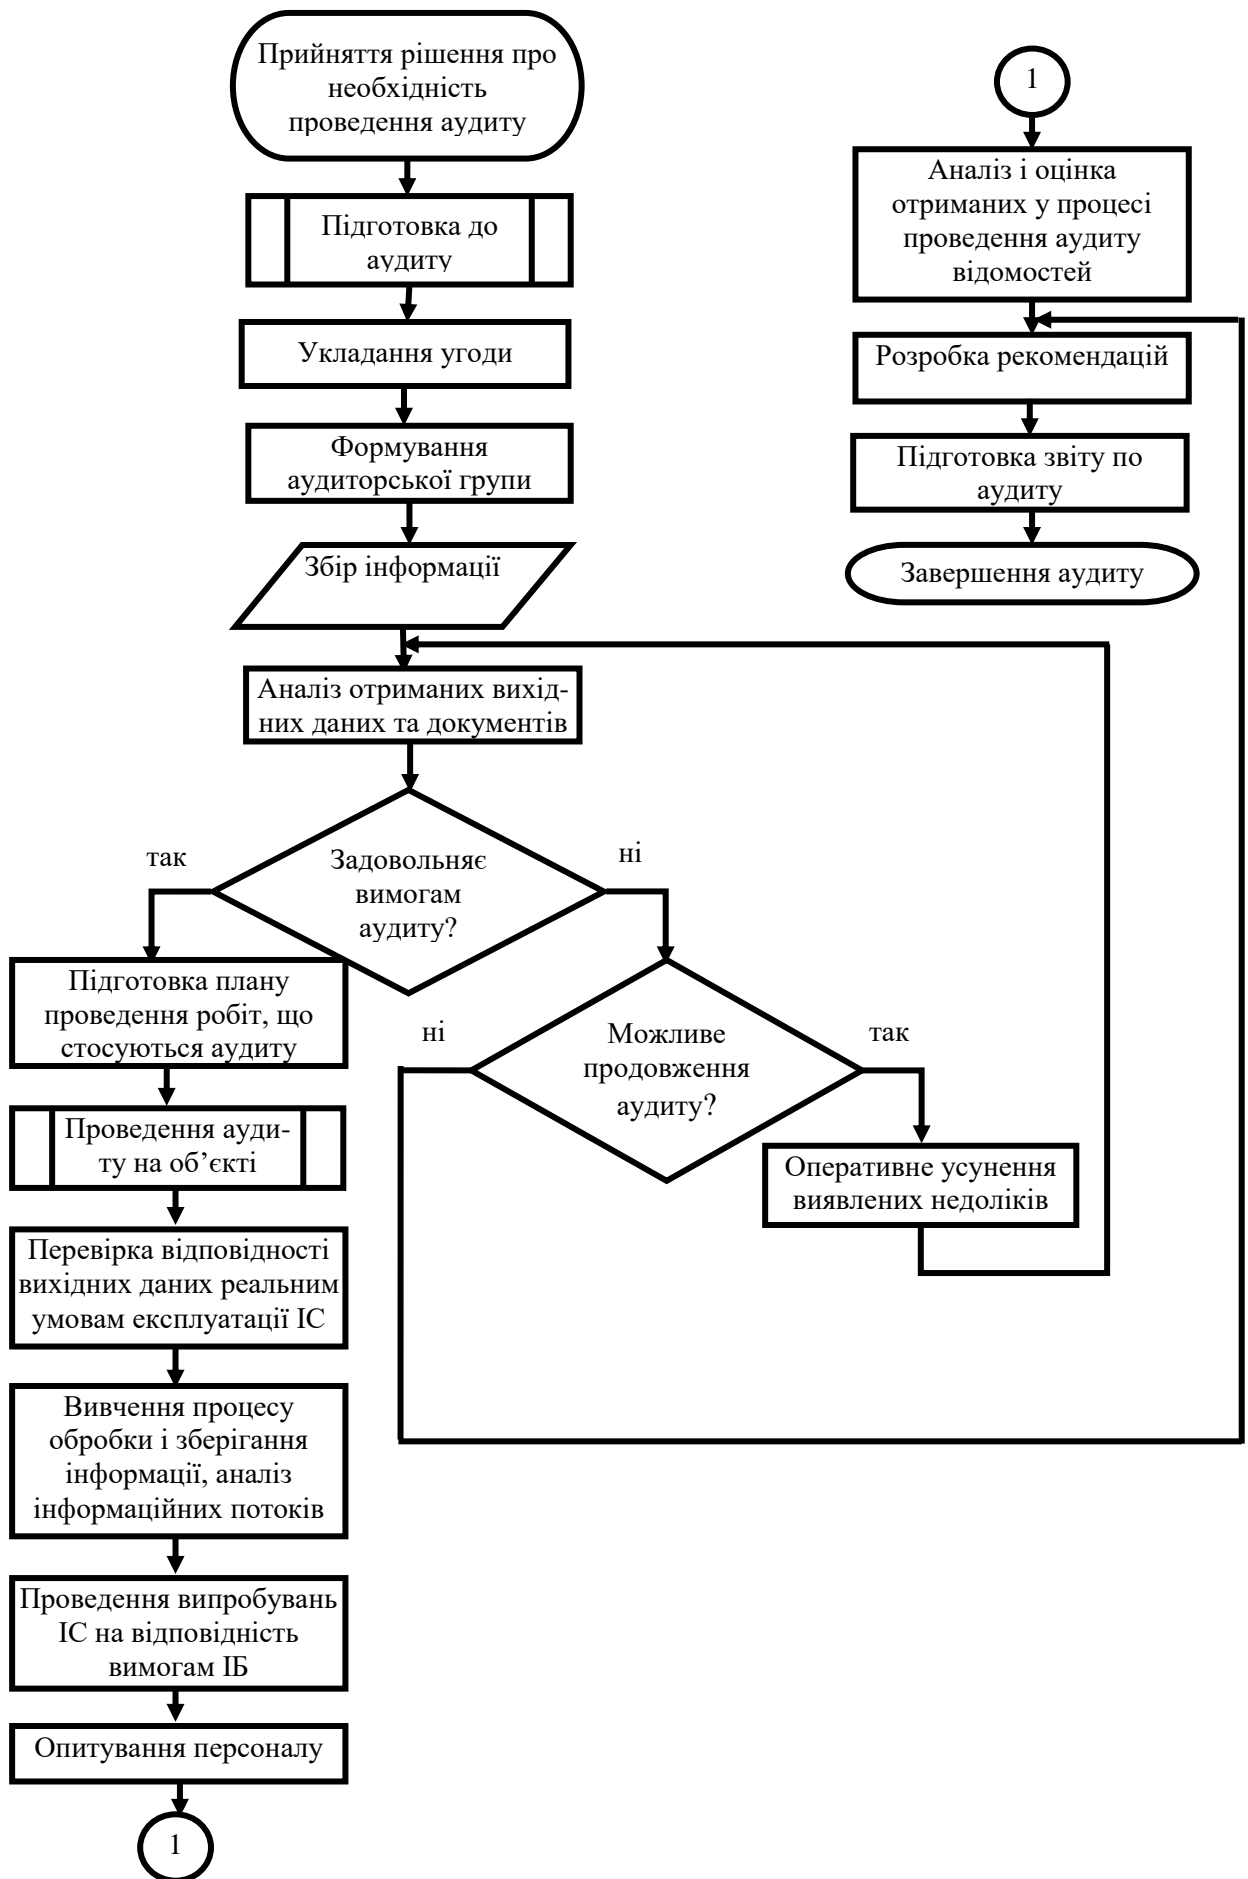 Прийняття рішення про
необхідність
проведення аудиту
Підготовка до
аудиту
Укладання угоди
Формування
аудиторської групи
Збір інформації
Аналіз отриманих вихід-
них даних та документів
так
Задовольняє
вимогам
аудиту?
ні
Підготовка плану
проведення робіт, що
стосуються аудиту
ні
Можливе
продовження
аудиту?
так
Оперативне усунення
виявлених недоліків
Проведення ауди-
ту на об’єкті
Перевірка відповідності
вихідних даних реальним
умовам експлуатації ІС
Вивчення процесу
обробки і зберігання
інформації, аналіз
інформаційних потоків
Проведення випробувань
ІС на відповідність
вимогам ІБ
Опитування персоналу
1
1
Аналіз і оцінка
отриманих у процесі
проведення аудиту
відомостей
Розробка рекомендацій
Підготовка звіту по
аудиту
Завершення аудиту